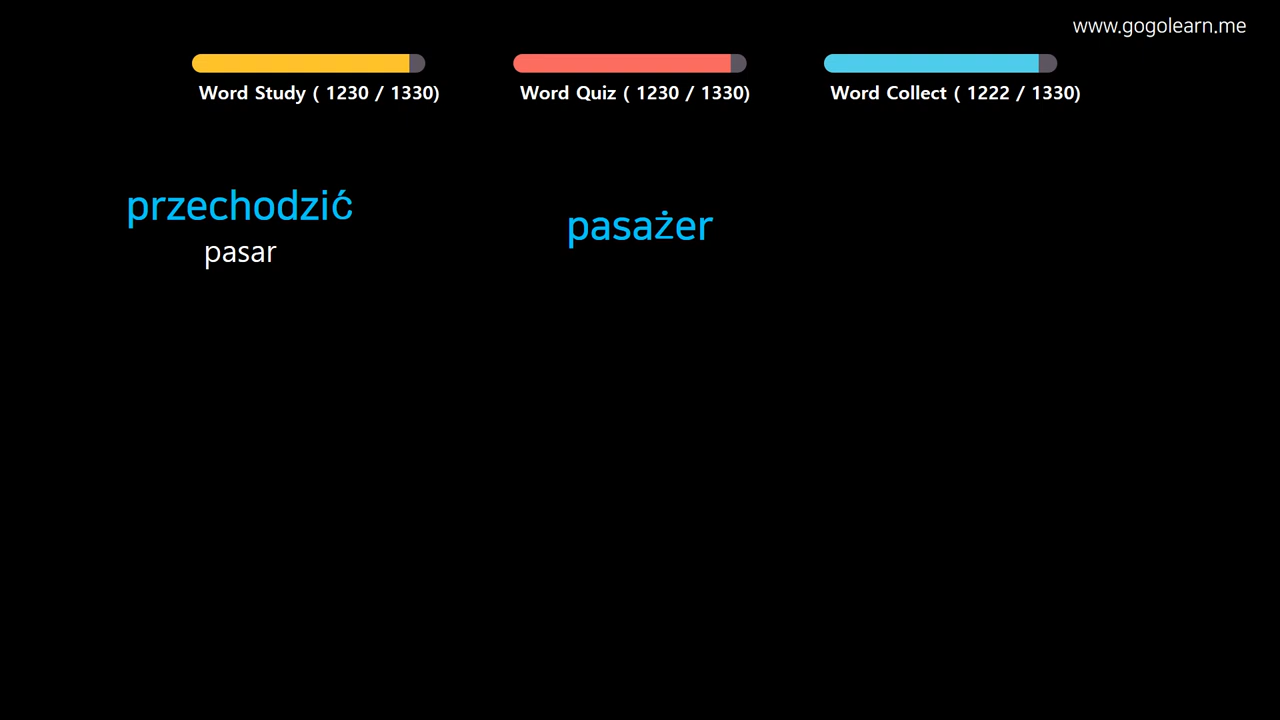 www.gogolearn.me
Word Study ( 1230 / 1330)
Word Quiz ( 1230 / 1330)
Word Collect ( 1222 / 1330)
przechodzić
pasar
pasażer